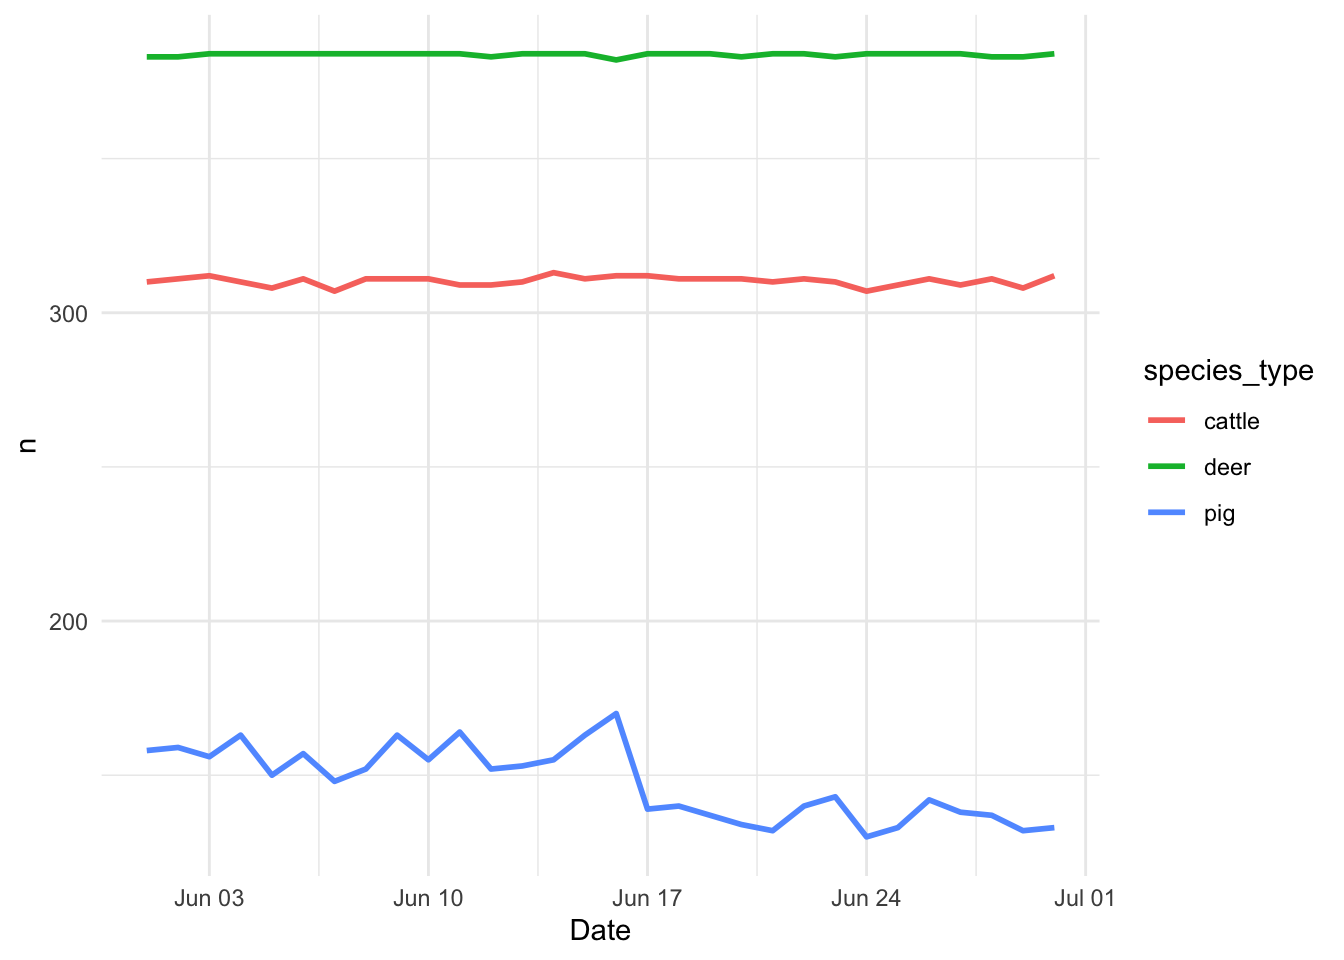 n
300
200
Jun 03
Jun 10
Jun 17
Jun 24
Jul 01
Date
species_type
cattle
deer
pig